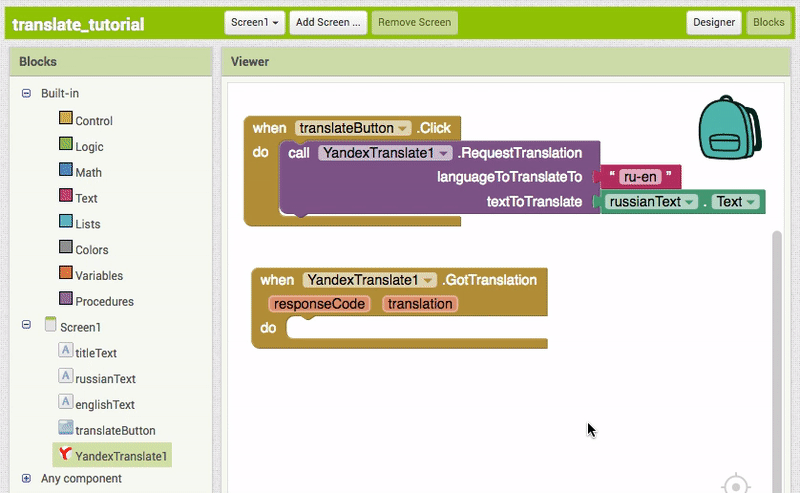 translate_tutorial
Screen1
Add Screen ...
Remove Screen
Designer
Blocks
Blocks
Viewer
Built-in
Control
Logic
Math
Text
Lists
Colors
Variables
Procedures
Screen1
titleText
russianText
englishText
translateButton
YandexTranslate1
Any component
when translateButton .Click
do call YandexTranslate1 .RequestTranslation
languageToTranslateTo “ ru-en ”
textToTranslate russianText . Text
when YandexTranslate1 .GotTranslation
responseCode translation
do